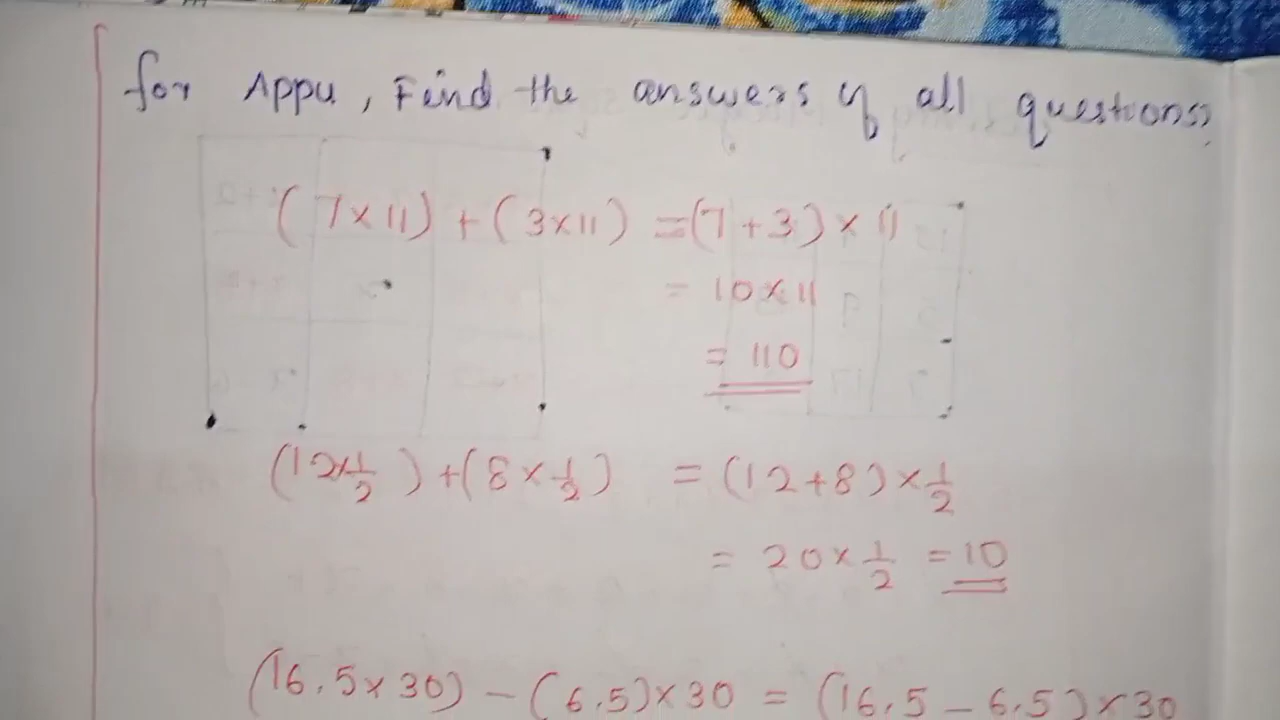 for Appu, Find the answers of all questions.
(7×11) + (3×11) = (7+3) × 11
= 10×11
= 110
(12×1/2) + (8×1/2) = (12+8) × 1/2
= 20 × 1/2 = 10
(16.5×30) − (6.5)×30 = (16.5 − 6.5)×30